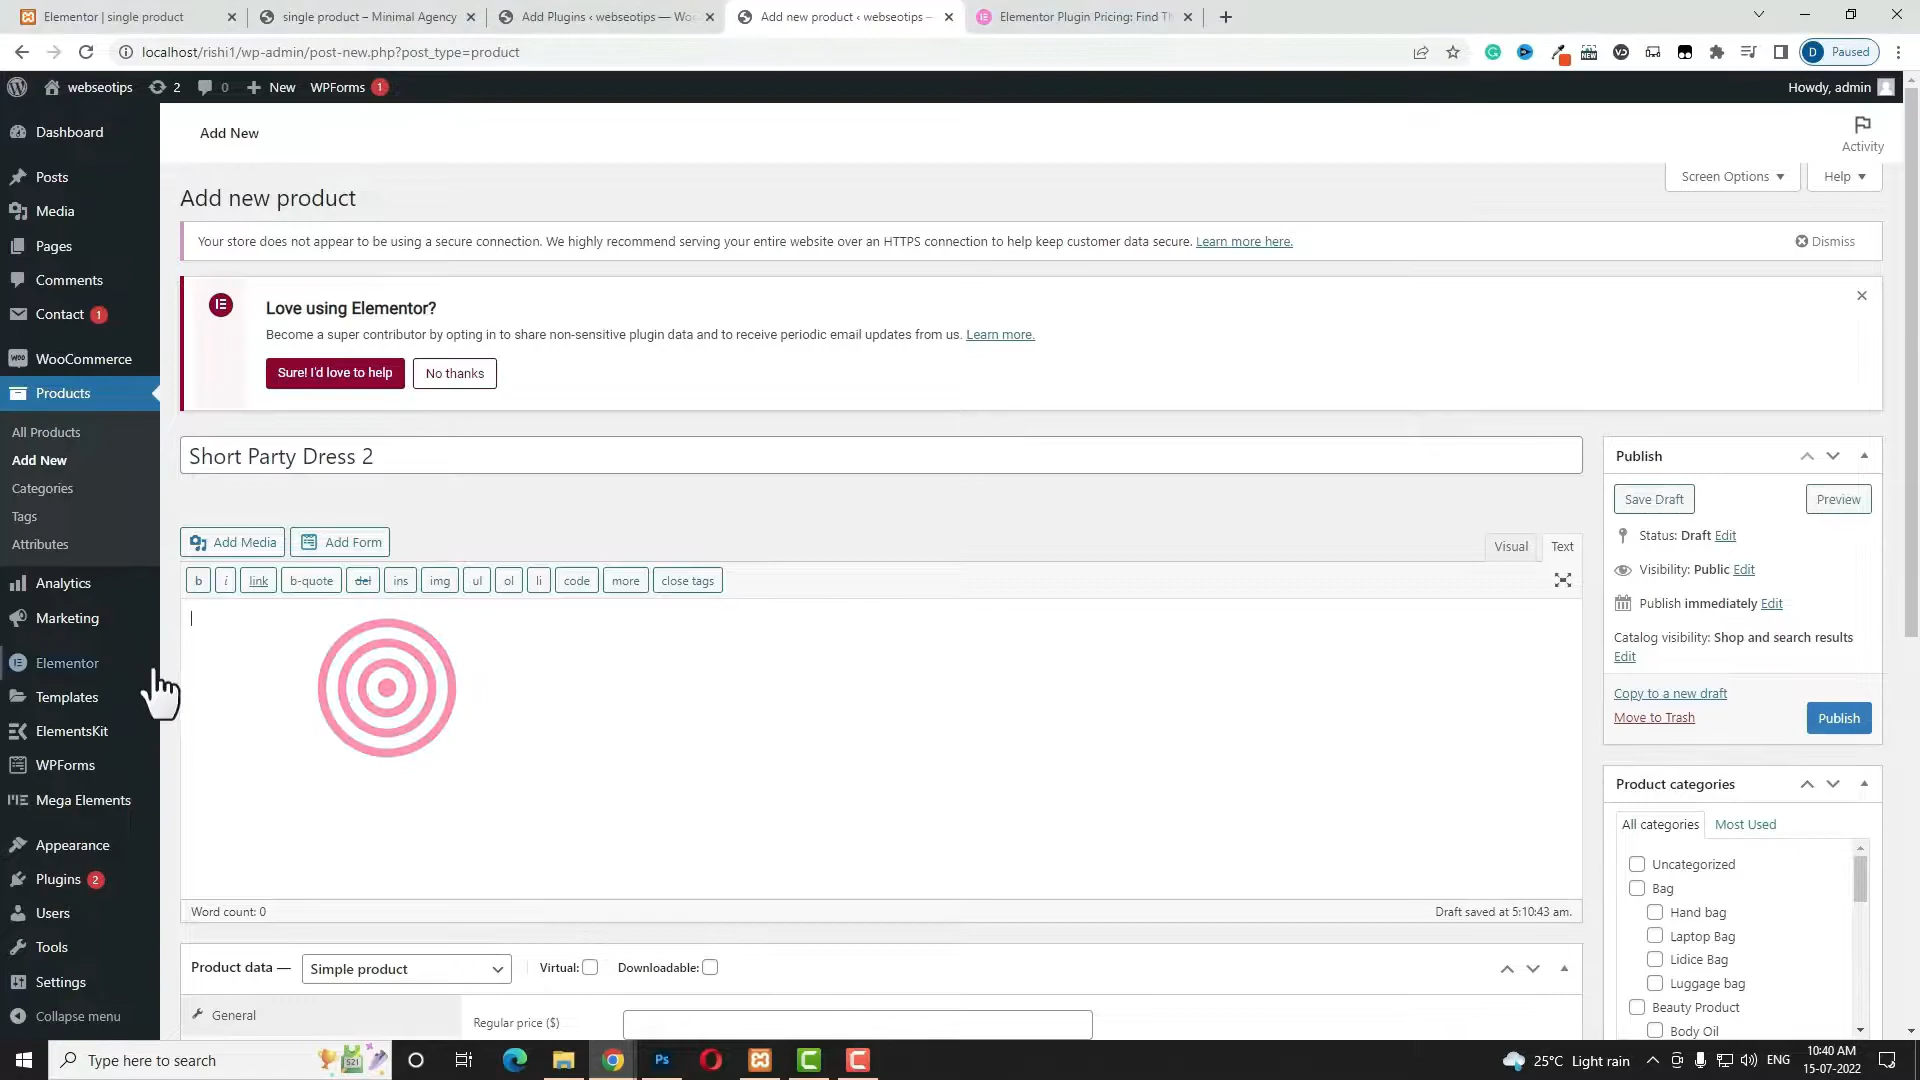 Elementor | single product
single product – Minimal Agency
Add Plugins ‹ webseotips — Wo
Add new product ‹ webseotips –
Elementor Plugin Pricing: Find Th
localhost/rishi1/wp-admin/post-new.php?post_type=product
NEW
D Paused
webseotips
2
0
New
WPForms 1
Howdy, admin
Dashboard
Posts
Media
Pages
Comments
Contact 1
WooCommerce
Products
All Products
Add New
Categories
Tags
Attributes
Analytics
Marketing
Elementor
Templates
ElementsKit
WPForms
Mega Elements
Appearance
Plugins 2
Users
Tools
Settings
Collapse menu
Add New
Activity
Screen Options
Help
Add new product
Your store does not appear to be using a secure connection. We highly recommend serving your entire website over an HTTPS connection to help keep customer data secure. Learn more here.
Dismiss
Love using Elementor?
Become a super contributor by opting in to share non-sensitive plugin data and to receive periodic email updates from us. Learn more.
Sure! I'd love to help
No thanks
Short Party Dress 2
Add Media
Add Form
Visual
Text
b
i
link
b-quote
del
ins
img
ul
ol
li
code
more
close tags
Word count: 0
Draft saved at 5:10:43 am.
Product data —
Simple product
Virtual:
Downloadable:
General
Regular price ($)
Publish
Save Draft
Preview
Status: Draft Edit
Visibility: Public Edit
Publish immediately Edit
Catalog visibility: Shop and search results
Edit
Copy to a new draft
Move to Trash
Publish
Product categories
All categories
Most Used
Uncategorized
Bag
Hand bag
Laptop Bag
Lidice Bag
Luggage bag
Beauty Product
Body Oil
Type here to search
Ps
25°C Light rain
ENG
10:40 AM
15-07-2022